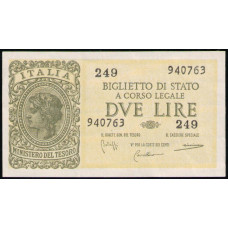 ITALIA
249
940763
BIGLIETTO DI STATO
A CORSO LEGALE
DVE LIRE
940763
249
MINISTERO DEL TESORO